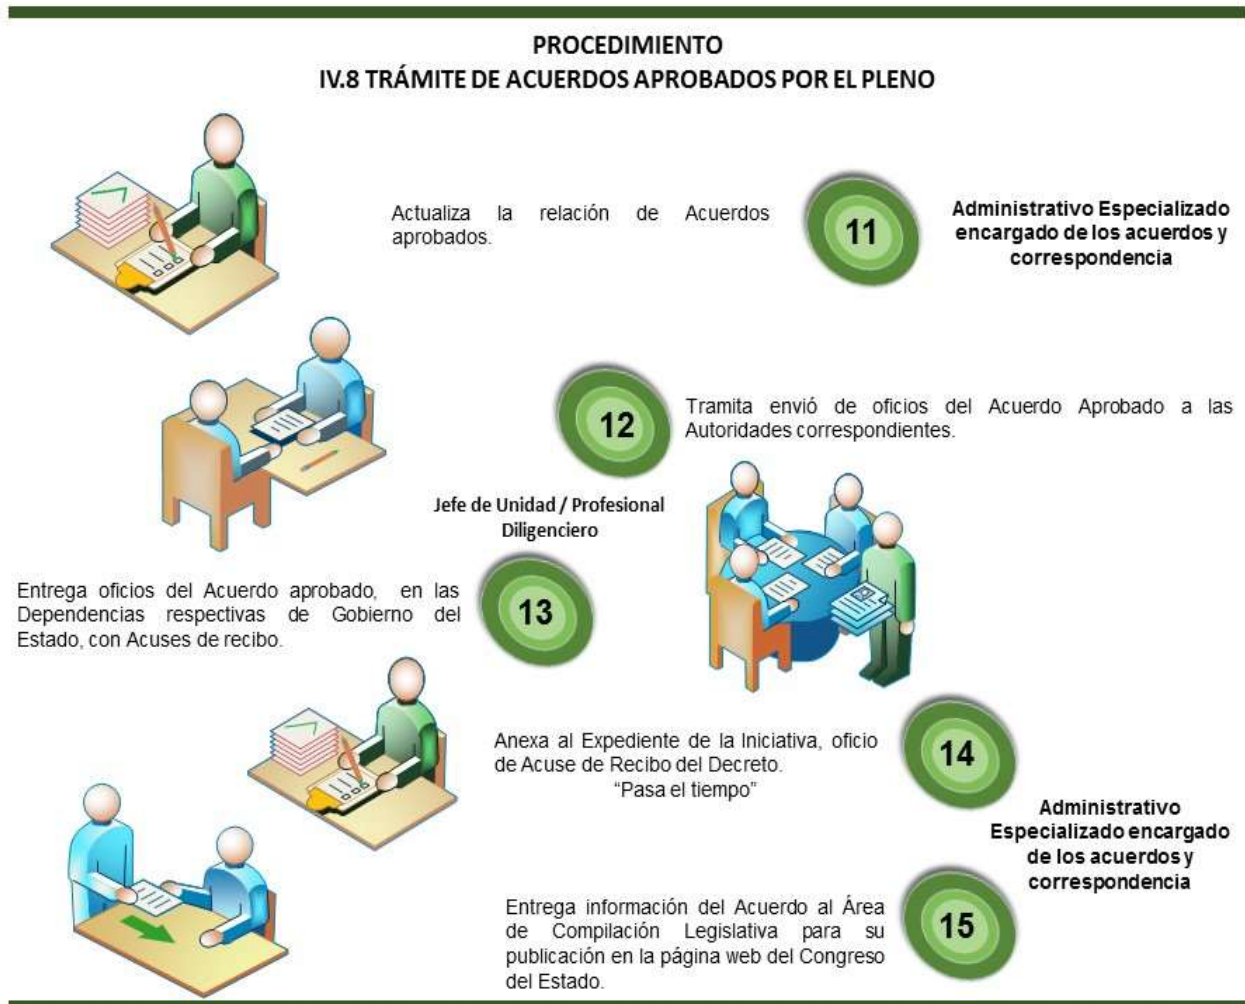 PROCEDIMIENTO
IV.8 TRÁMITE DE ACUERDOS APROBADOS POR EL PLENO
Actualiza la relación de Acuerdos
aprobados.
11
Administrativo Especializado
encargado de los acuerdos y
correspondencia
12
Tramita envió de oficios del Acuerdo Aprobado a las
Autoridades correspondientes.
Jefe de Unidad / Profesional
Diligenciero
Entrega oficios del Acuerdo aprobado, en las
Dependencias respectivas de Gobierno del
Estado, con Acuses de recibo.
13
Anexa al Expediente de la Iniciativa, oficio
de Acuse de Recibo del Decreto.
“Pasa el tiempo”
14
Administrativo
Especializado encargado
de los acuerdos y
correspondencia
Entrega información del Acuerdo al Área
de Compilación Legislativa para su
publicación en la página web del Congreso
del Estado.
15